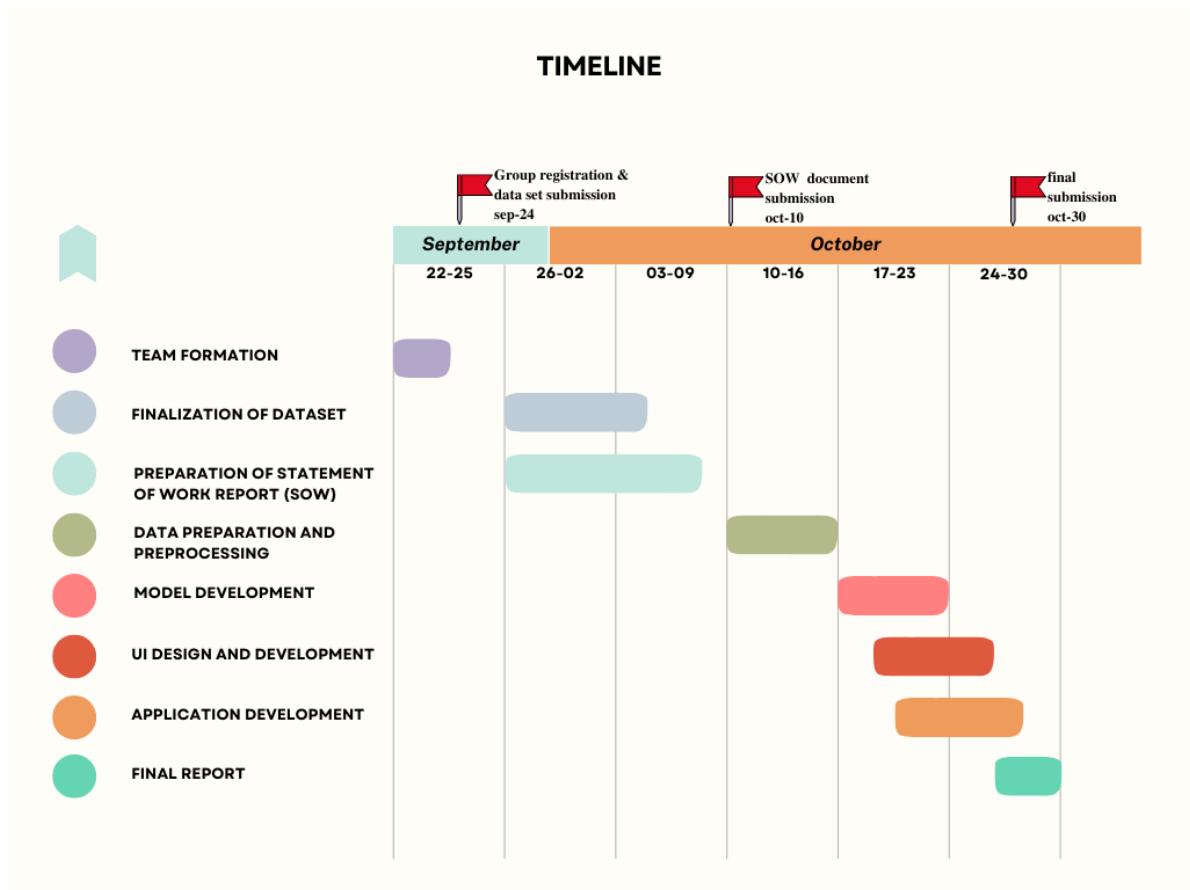 TIMELINE
Group registration &
data set submission
sep-24
SOW document
submission
oct-10
final
submission
oct-30
September
October
22-25
26-02
03-09
10-16
17-23
24-30
TEAM FORMATION
FINALIZATION OF DATASET
PREPARATION OF STATEMENT
OF WORK REPORT (SOW)
DATA PREPARATION AND
PREPROCESSING
MODEL DEVELOPMENT
UI DESIGN AND DEVELOPMENT
APPLICATION DEVELOPMENT
FINAL REPORT